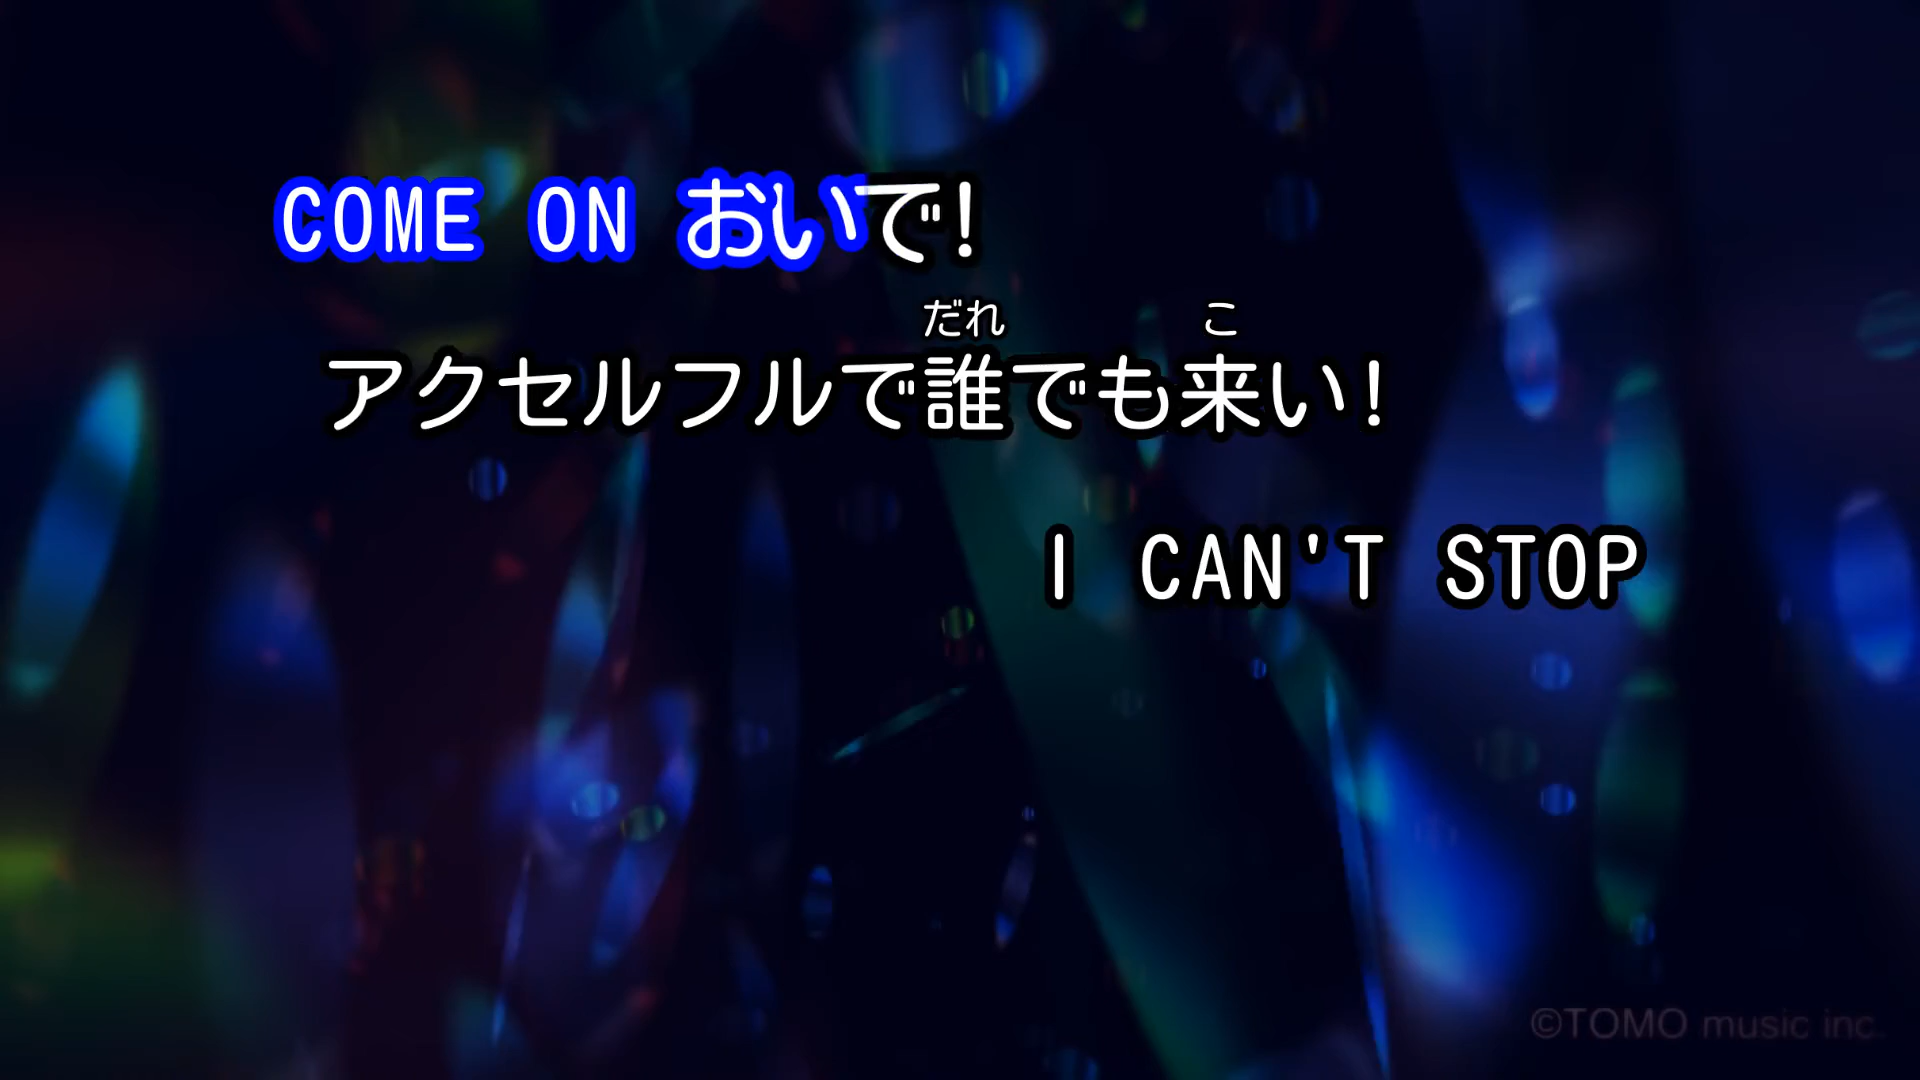 COME ON おいで!
だれ こ
アクセルフルで誰でも来い!
I CAN'T STOP
©TOMO music inc.